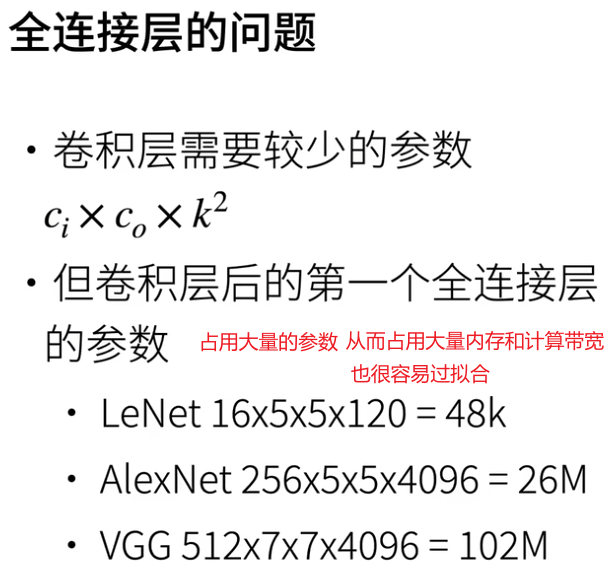 全连接层的问题
• 卷积层需要较少的参数
c_i × c_o × k²
• 但卷积层后的第一个全连接层
的参数 占用大量的参数 从而占用大量内存和计算带宽
也很容易过拟合
• LeNet 16x5x5x120 = 48k
• AlexNet 256x5x5x4096 = 26M
• VGG 512x7x7x4096 = 102M